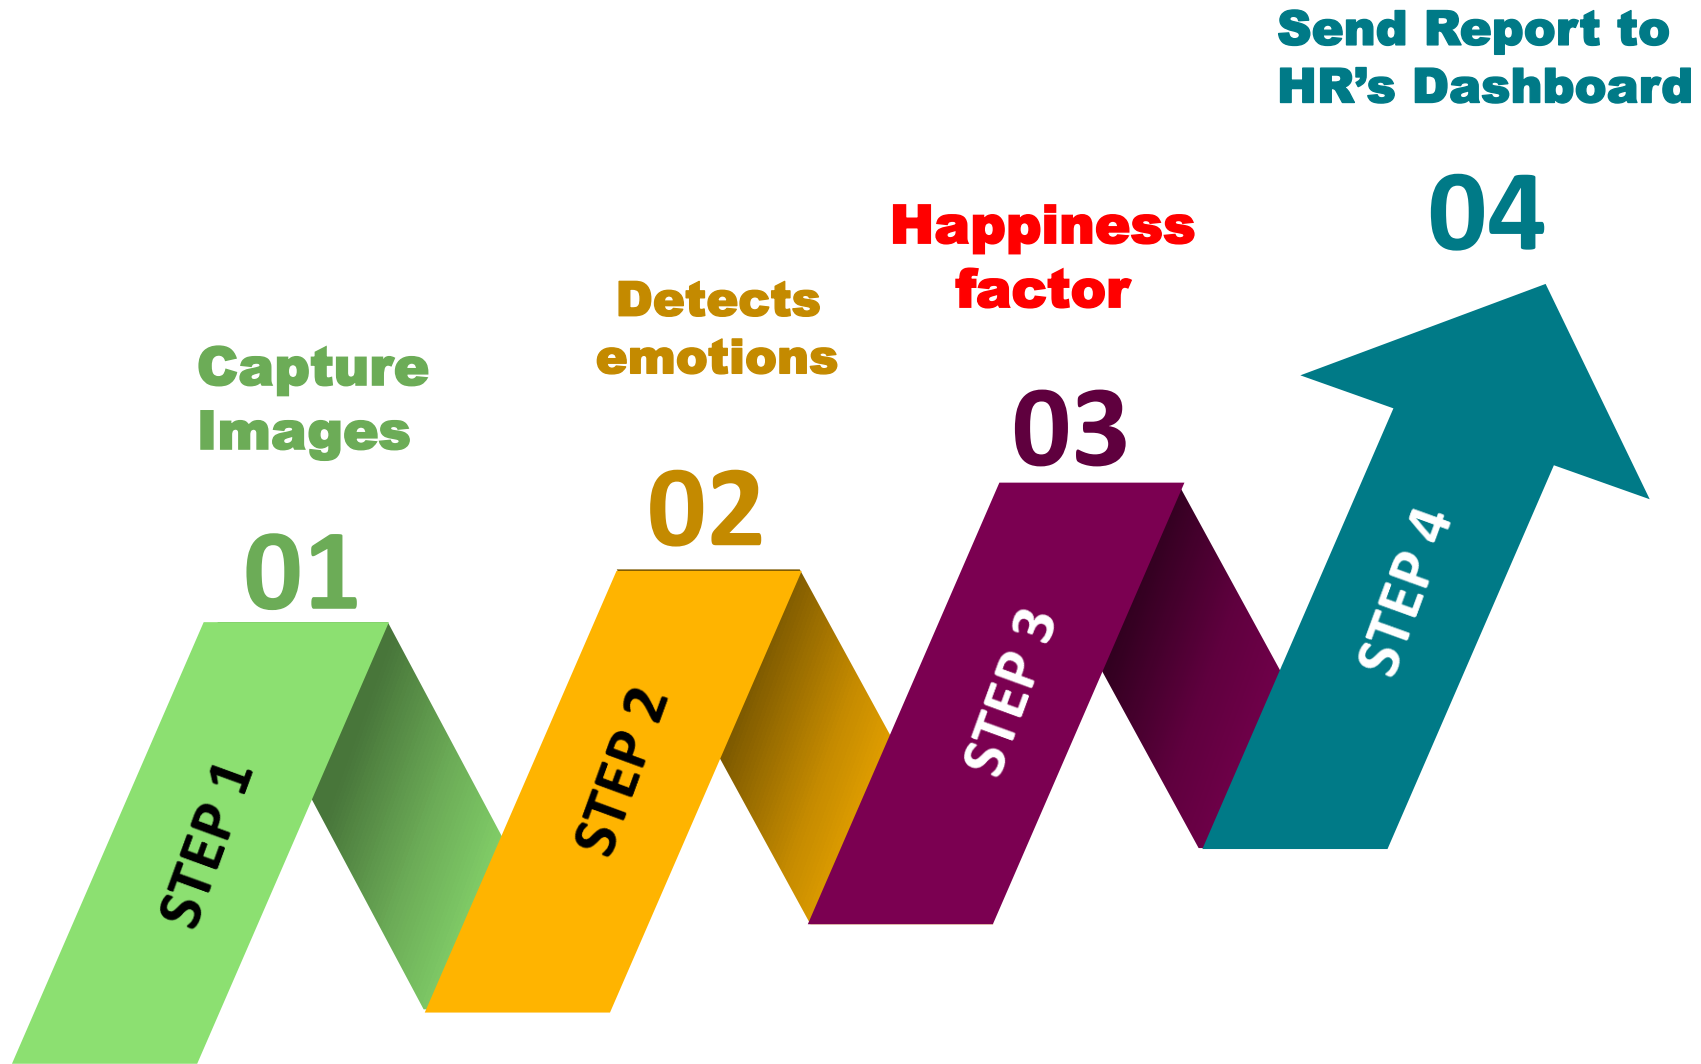 Capture
Images
01
STEP 1
Detects
emotions
02
STEP 2
Happiness
factor
03
STEP 3
Send Report to
HR’s Dashboard
04
STEP 4